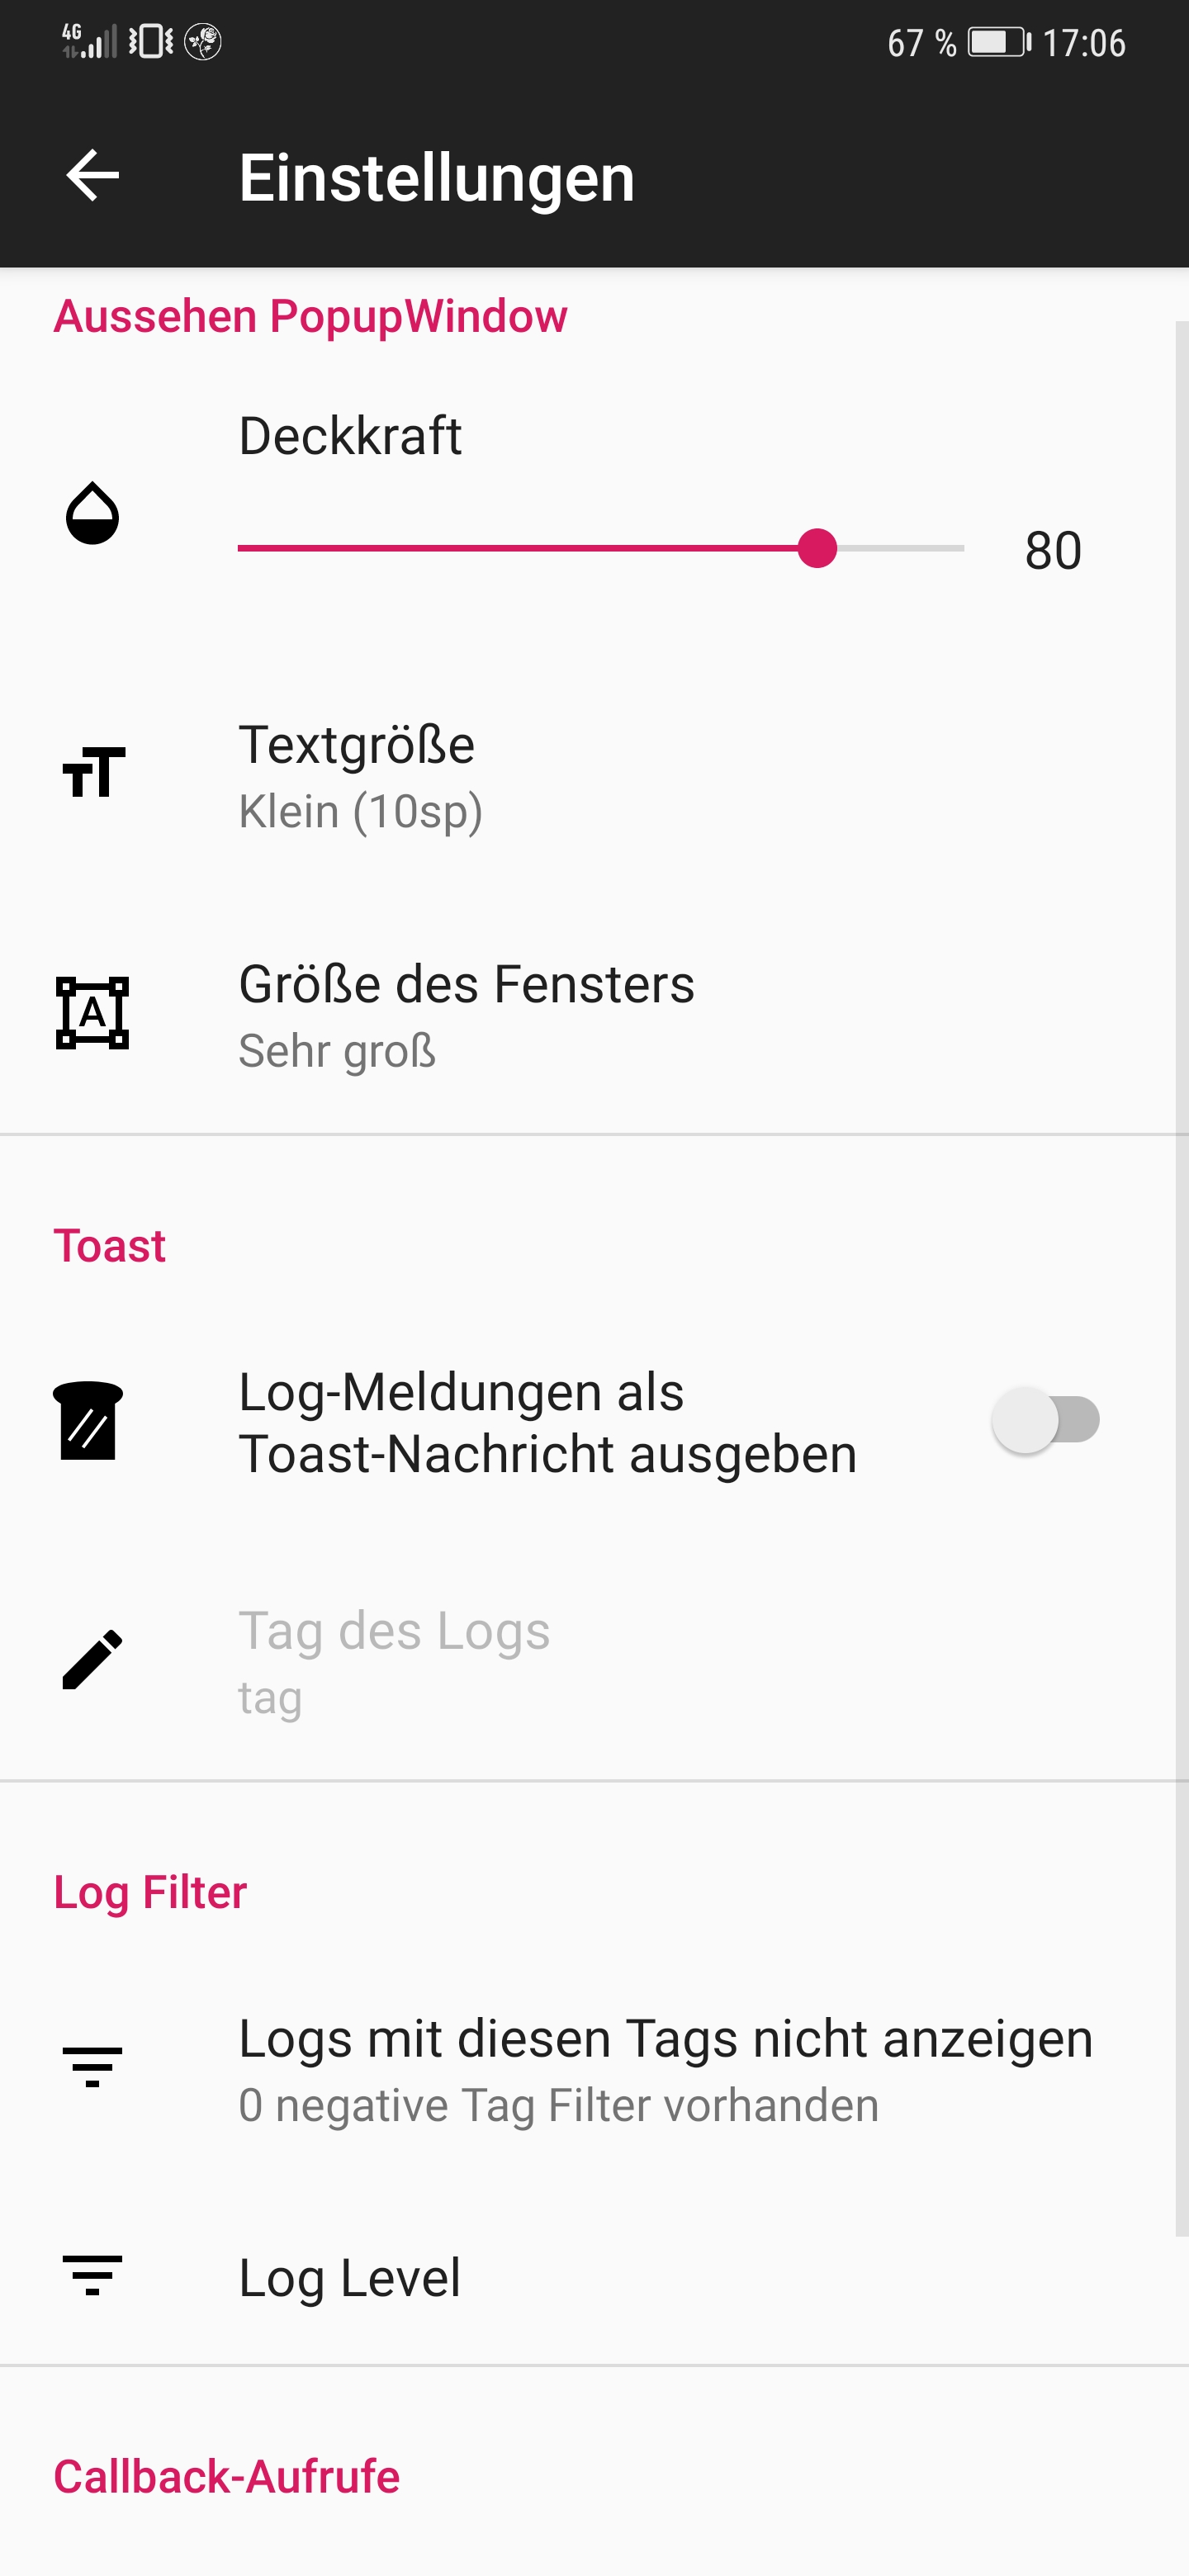 4G
67 % 17:06
Einstellungen
Aussehen PopupWindow
Deckkraft
80
Textgröße
Klein (10sp)
A
Größe des Fensters
Sehr groß
Toast
Log-Meldungen als
Toast-Nachricht ausgeben
Tag des Logs
tag
Log Filter
Logs mit diesen Tags nicht anzeigen
0 negative Tag Filter vorhanden
Log Level
Callback-Aufrufe